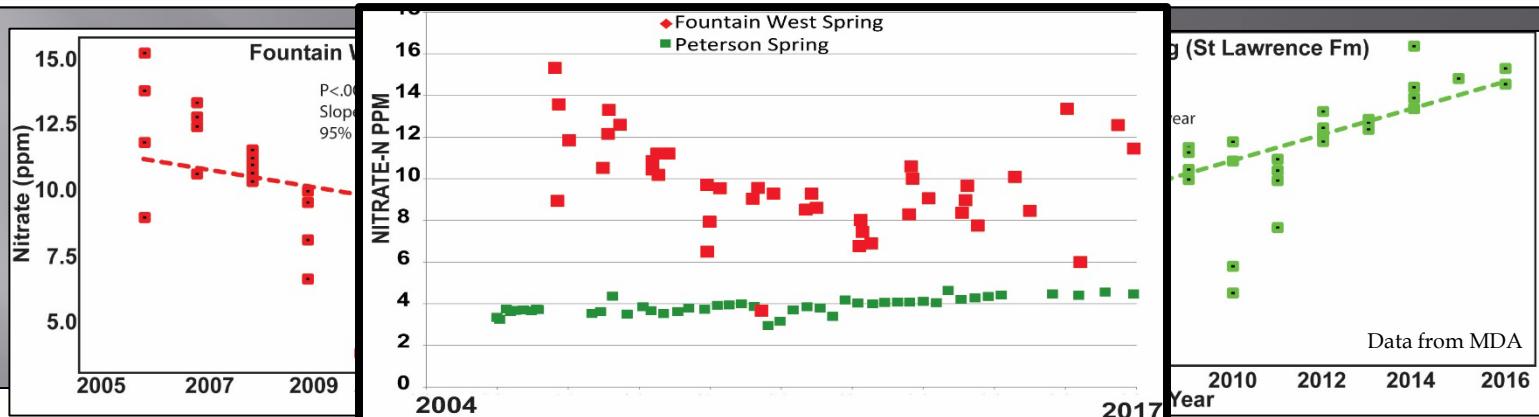 15.0
12.5
10.0
7.5
5.0
Nitrate (ppm)
Fountain W
P<.00
Slope
95%
2005 2007 2009
18
16
14
12
10
8
6
4
2
0
NITRATE-N PPM
Fountain West Spring
Peterson Spring
2004 2017
g (St Lawrence Fm)
year
Data from MDA
2010 2012 2014 2016
Year